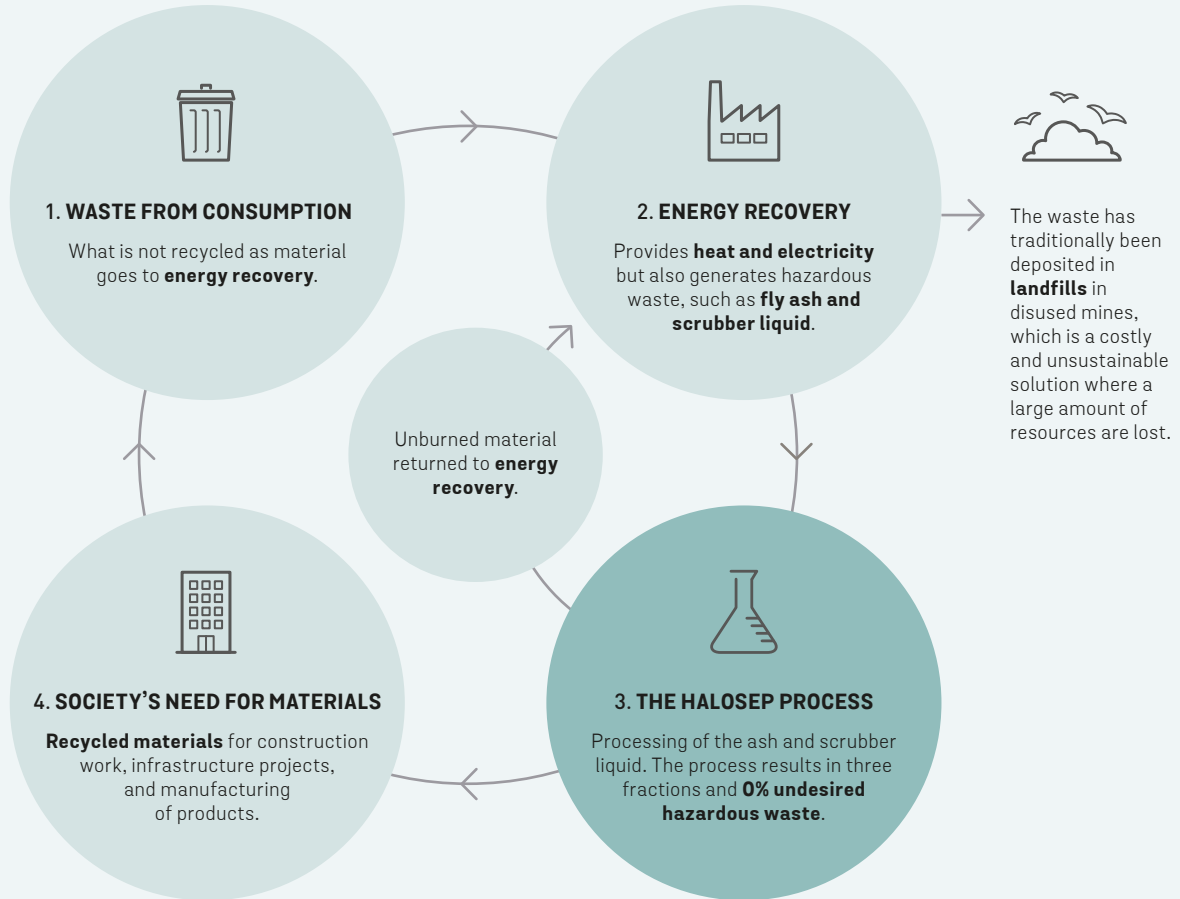 1. WASTE FROM CONSUMPTION
What is not recycled as material
goes to energy recovery.
2. ENERGY RECOVERY
Provides heat and electricity
but also generates hazardous
waste, such as fly ash and
scrubber liquid.
The waste has
traditionally been
deposited in
landfills in
disused mines,
which is a costly
and unsustainable
solution where a
large amount of
resources are lost.
Unburned material
returned to energy
recovery.
3. THE HALOSEP PROCESS
Processing of the ash and scrubber
liquid. The process results in three
fractions and 0% undesired
hazardous waste.
4. SOCIETY’S NEED FOR MATERIALS
Recycled materials for construction
work, infrastructure projects,
and manufacturing
of products.